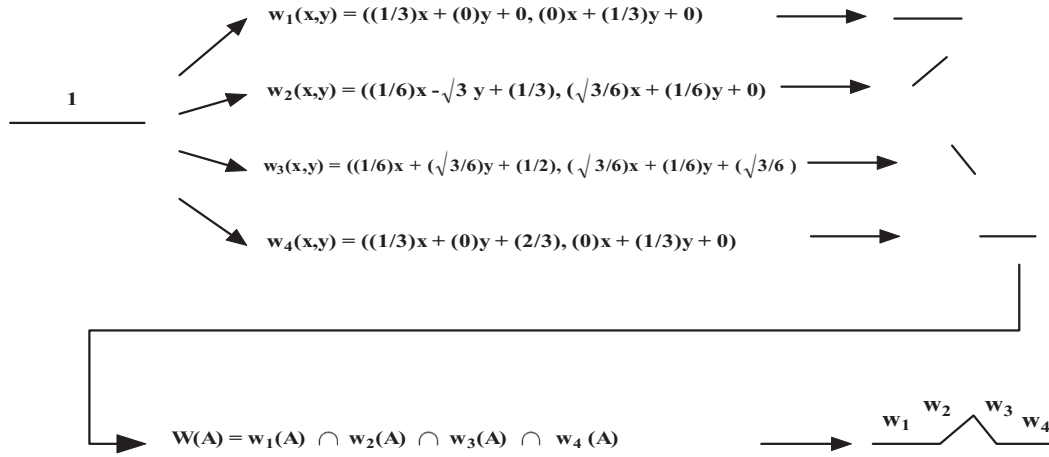 w₁(x,y) = ((1/3)x + (0)y + 0, (0)x + (1/3)y + 0)
1
w₂(x,y) = ((1/6)x -√3 y + (1/3), (√3/6)x + (1/6)y + 0)
w₃(x,y) = ((1/6)x + (√3/6)y + (1/2), (√3/6)x + (1/6)y + (√3/6 )
w₄(x,y) = ((1/3)x + (0)y + (2/3), (0)x + (1/3)y + 0)
W(A) = w₁(A) ∩ w₂(A) ∩ w₃(A) ∩ w₄ (A)
w₁ w₂ w₃ w₄